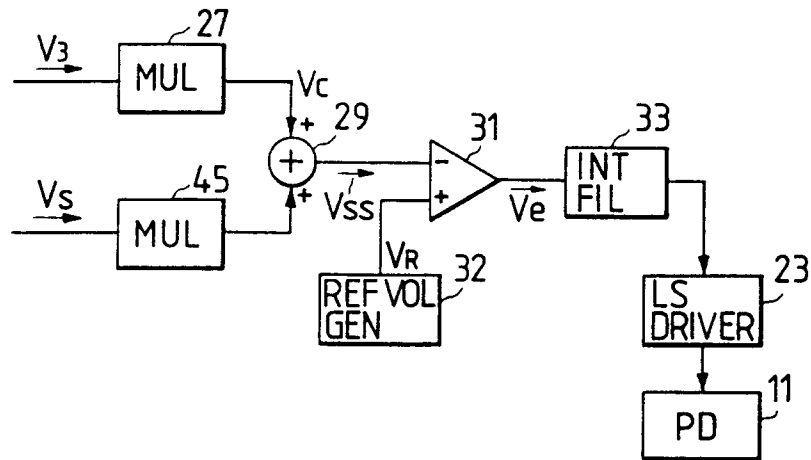 27
V3
MUL
Vc
+
29
+
+
31
33
45
Vs
MUL
Vss
-
+
Ve
INT
FIL
VR
32
REF VOL
GEN
23
LS
DRIVER
11
PD